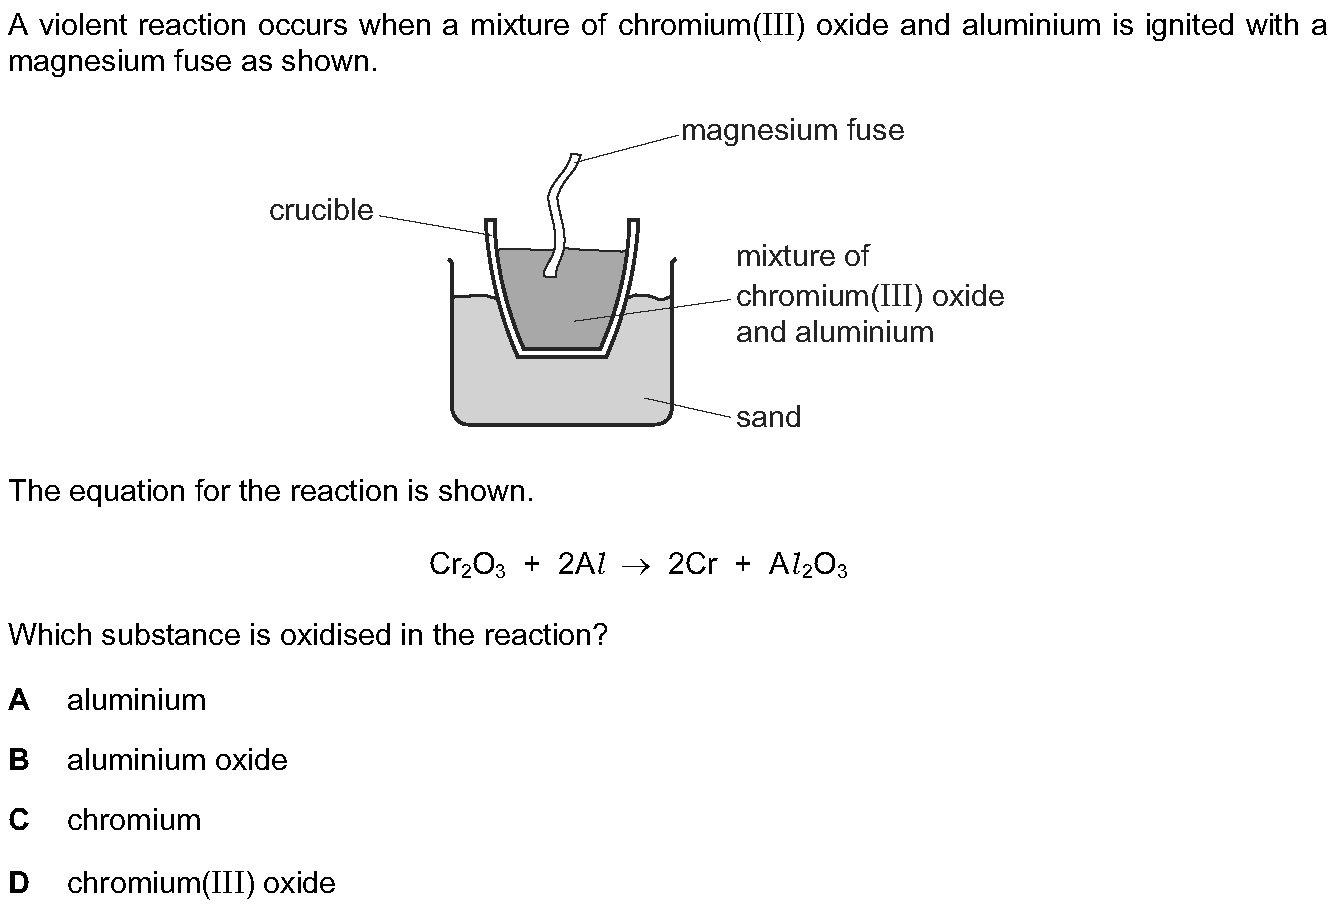 A violent reaction occurs when a mixture of chromium(III) oxide and aluminium is ignited with a
magnesium fuse as shown.
magnesium fuse
crucible
mixture of
chromium(III) oxide
and aluminium
sand
The equation for the reaction is shown.
Cr₂O₃ + 2Al → 2Cr + Al₂O₃
Which substance is oxidised in the reaction?
A aluminium
B aluminium oxide
C chromium
D chromium(III) oxide